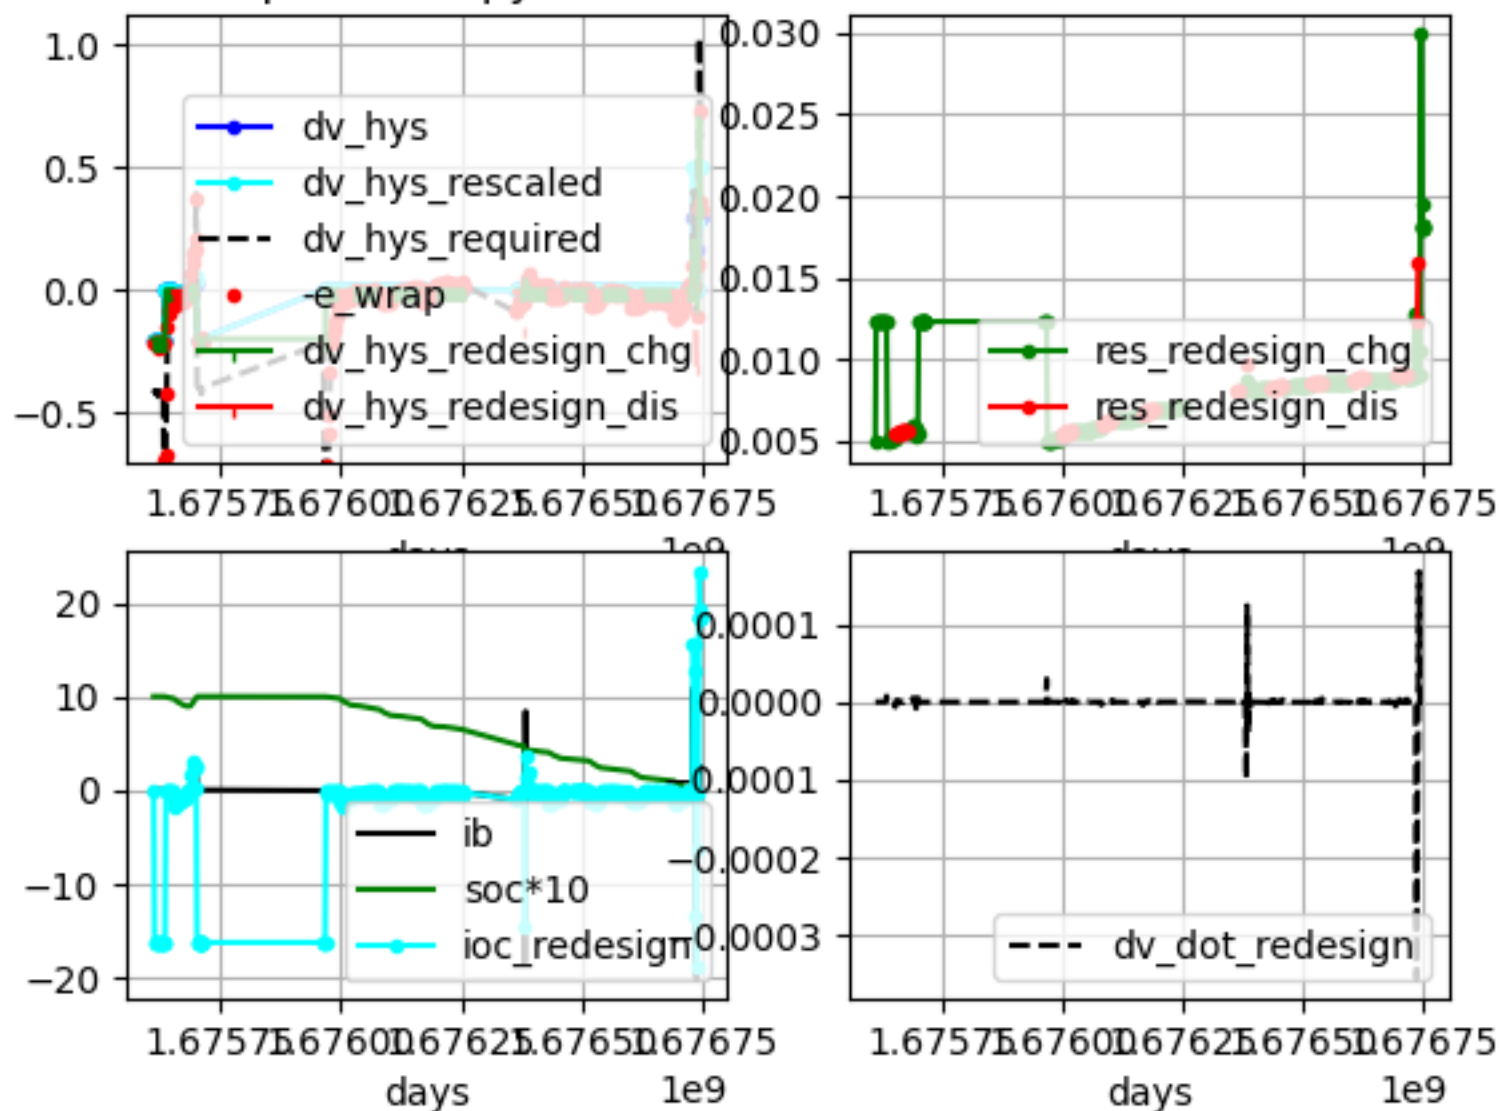 1.0
0.5
0.0
−0.5
dv_hys
dv_hys_rescaled
dv_hys_required
-e_wrap
dv_hys_redesign_chg
dv_hys_redesign_dis
1.67575 1.67600 1.67625 1.67650 1.67675
days
1e9
0.030
0.025
0.020
0.015
0.010
0.005
res_redesign_chg
res_redesign_dis
1.67575 1.67600 1.67625 1.67650 1.67675
days
1e9
20
10
0
−10
−20
ib
soc*10
ioc_redesign
1.67575 1.67600 1.67625 1.67650 1.67675
days
1e9
0.0001
0.0000
−0.0001
−0.0002
−0.0003
dv_dot_redesign
1.67575 1.67600 1.67625 1.67650 1.67675
days
1e9